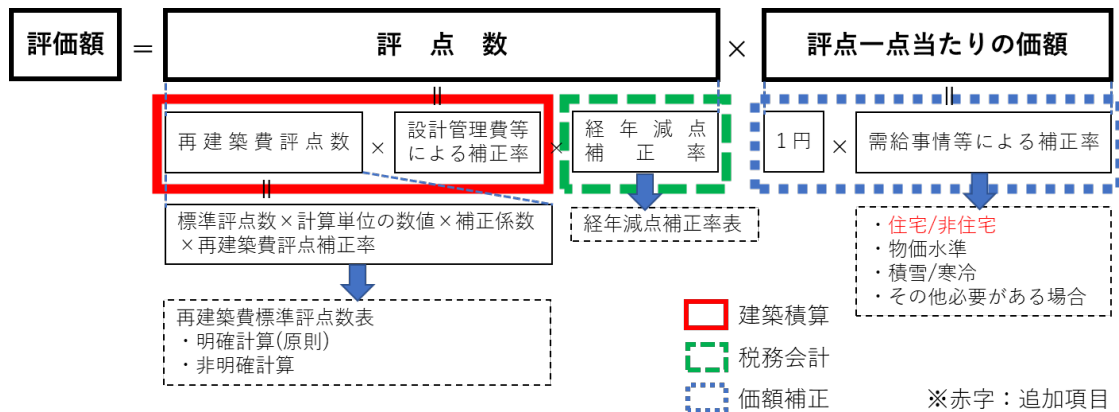 評価額 = 評点数 × 評点一点当たりの価額
= =
再建築費評点数 × 設計管理費等による補正率 × 経年減点補正率 1円 × 需給事情等による補正率
=
標準評点数×計算単位の数値×補正係数
×再建築費評点補正率
経年減点補正率表
・住宅/非住宅
・物価水準
・積雪/寒冷
・その他必要がある場合
再建築費標準評点数表
・明確計算(原則)
・非明確計算
建築積算
税務会計
価額補正
※赤字：追加項目